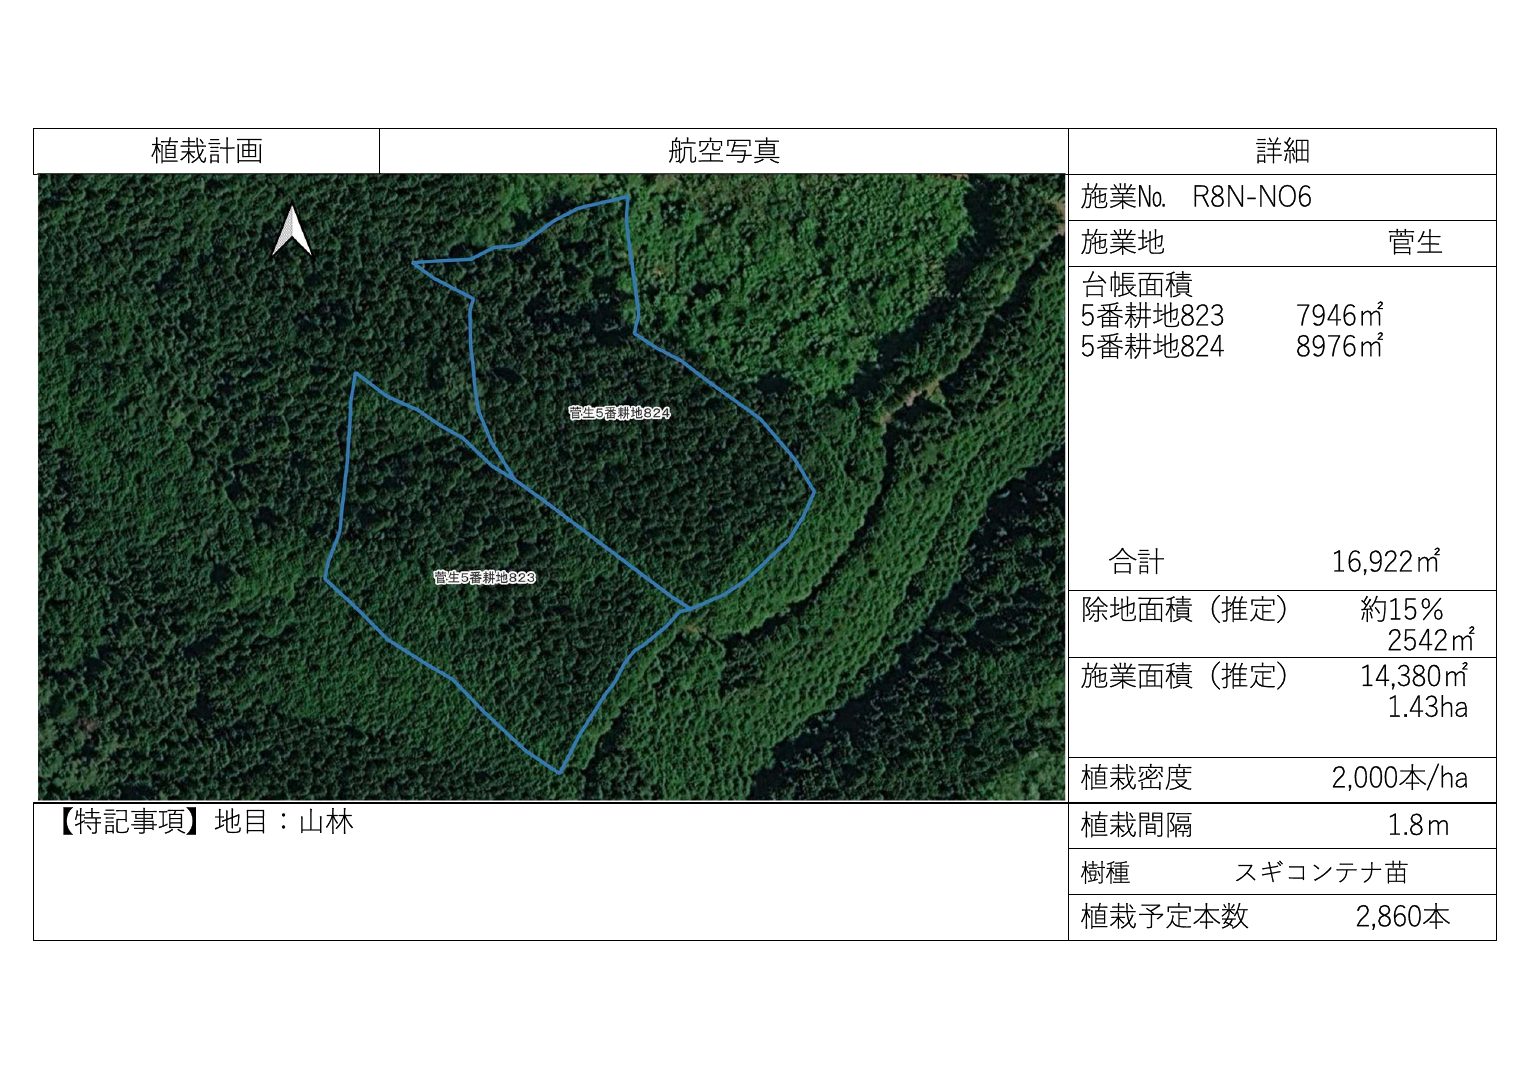 植栽計画
航空写真
詳細
施業№　R8N-NO6
施業地　菅生
台帳面積
5番耕地823　7946㎡
5番耕地824　8976㎡
合計　16,922㎡
除地面積（推定）　約15%
2542㎡
施業面積（推定）　14,380㎡
1.43ha
植栽密度　2,000本/ha
植栽間隔　1.8m
樹種　スギコンテナ苗
植栽予定本数　2,860本
菅生5番耕地824
菅生5番耕地823
【特記事項】地目：山林